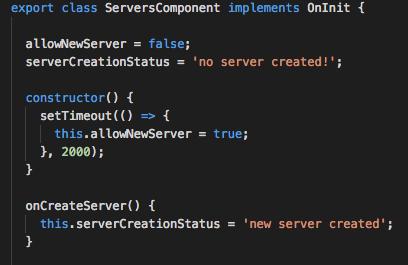 export class ServersComponent implements OnInit {
allowNewServer = false;
serverCreationStatus = 'no server created!';
constructor() {
setTimeout(() => {
this.allowNewServer = true;
}, 2000);
}
onCreateServer() {
this.serverCreationStatus = 'new server created';
}